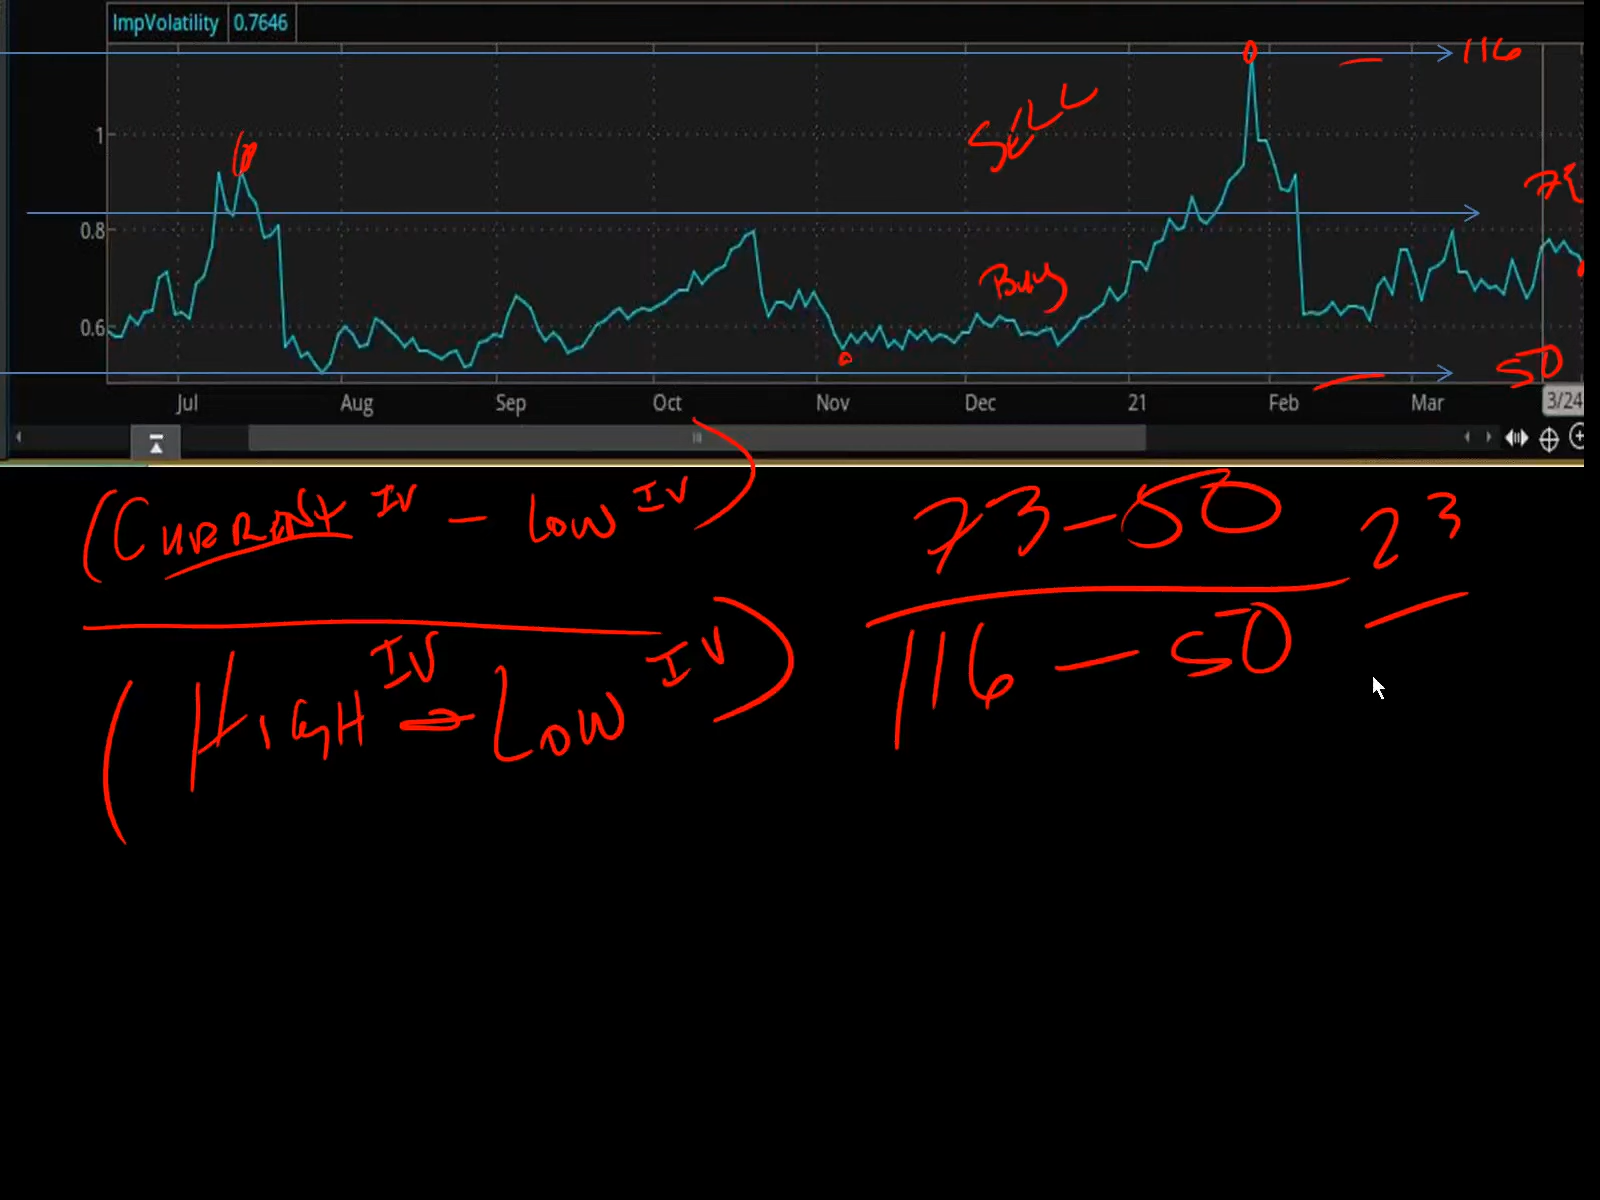 ImpVolatility 0.7646
116
SELL
1
73
0.8
Buy
0.6
50
Jul Aug Sep Oct Nov Dec 21 Feb Mar 3/24
(CURRENT IV - LOW IV) 73-50 23
(HIGH IV - LOW IV) 116-50